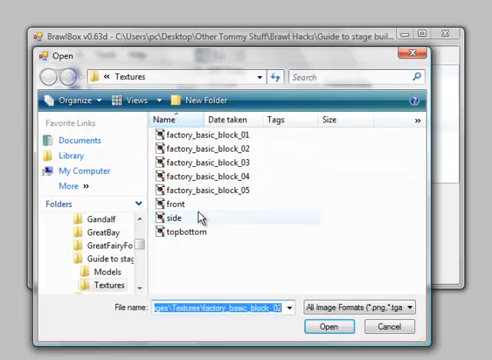 BrawlBox v0.63d - C:\Users\pc\Desktop\Other Tommy Stuff\Brawl Hacks\Guide to stage buil...
Open
« Textures
Search
Organize
Views
New Folder
Favorite Links
Documents
Library
My Computer
More »
Folders
Gandalf
GreatBay
GreatFairyFo
Guide to stag
Models
Textures
Name
Date taken
Tags
Size
»
factory_basic_block_01
factory_basic_block_02
factory_basic_block_03
factory_basic_block_04
factory_basic_block_05
front
side
topbottom
File name:
ges\Textures\factory_basic_block_02
All Image Formats (*.png,*.tga
Open
Cancel